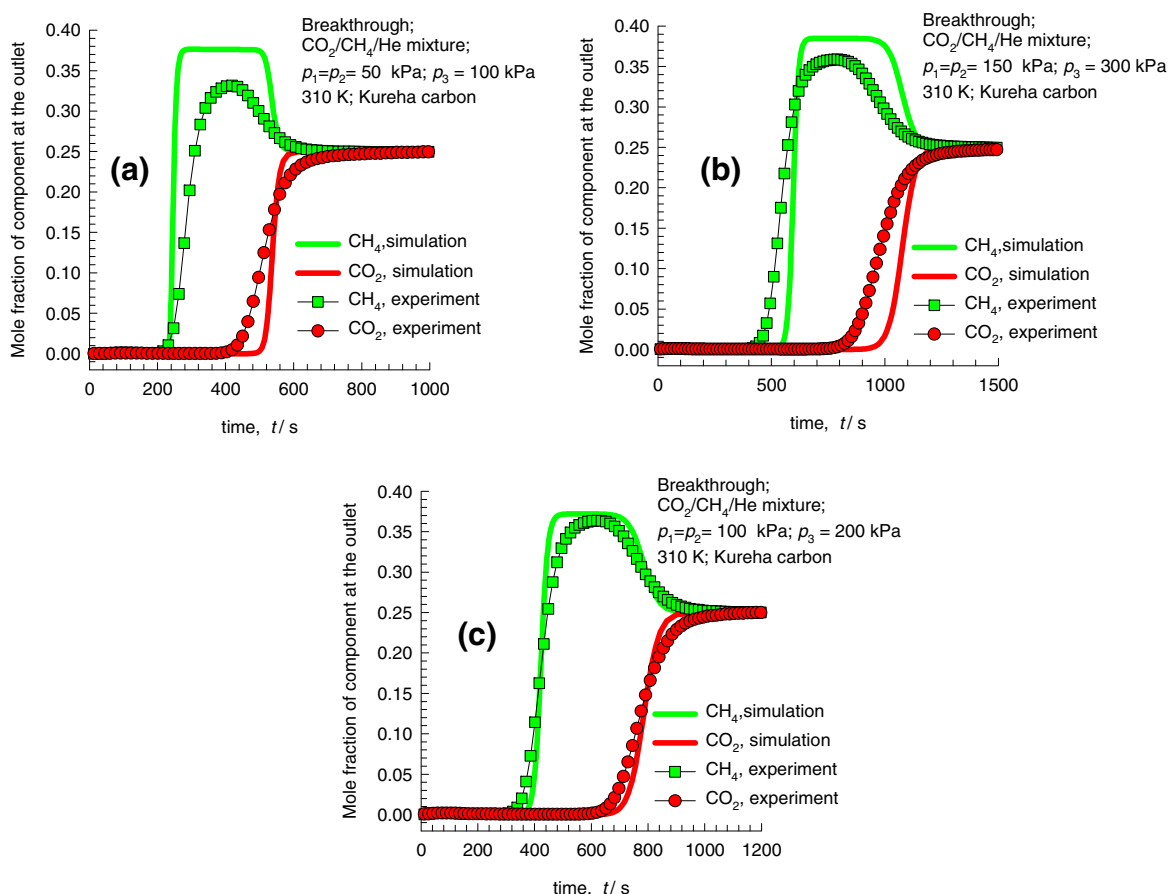 Breakthrough;
CO₂/CH₄/He mixture;
p₁=p₂= 50 kPa; p₃ = 100 kPa
310 K; Kureha carbon
Mole fraction of component at the outlet
0.40
0.35
0.30
0.25
0.20
0.15
0.10
0.05
0.00
(a)
CH₄,simulation
CO₂, simulation
CH₄, experiment
CO₂, experiment
0 200 400 600 800 1000
time, t / s
Breakthrough;
CO₂/CH₄/He mixture;
p₁=p₂= 150 kPa; p₃ = 300 kPa
310 K; Kureha carbon
Mole fraction of component at the outlet
0.40
0.35
0.30
0.25
0.20
0.15
0.10
0.05
0.00
(b)
CH₄,simulation
CO₂, simulation
CH₄, experiment
CO₂, experiment
0 500 1000 1500
time, t / s
Breakthrough;
CO₂/CH₄/He mixture;
p₁=p₂= 100 kPa; p₃ = 200 kPa
310 K; Kureha carbon
Mole fraction of component at the outlet
0.40
0.35
0.30
0.25
0.20
0.15
0.10
0.05
0.00
(c)
CH₄,simulation
CO₂, simulation
CH₄, experiment
CO₂, experiment
0 200 400 600 800 1000 1200
time, t / s